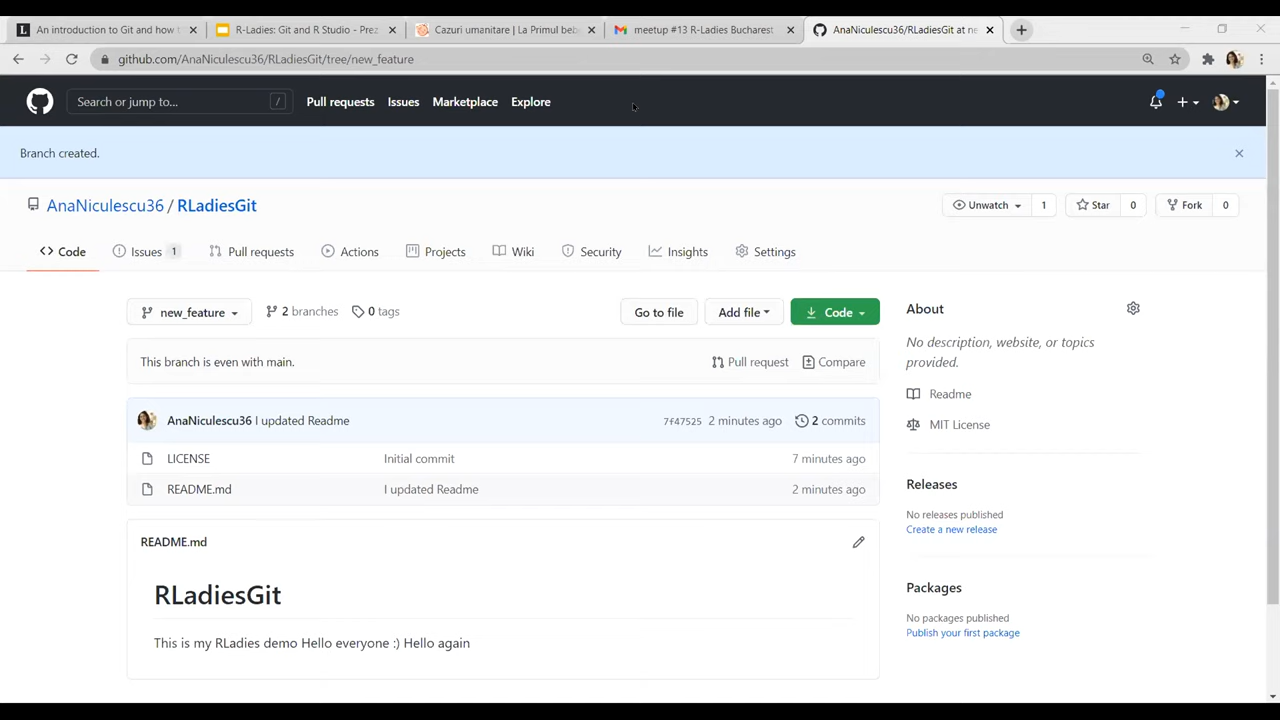 An introduction to Git and how t
R-Ladies: Git and R Studio - Prez
Cazuri umanitare | La Primul beb
meetup #13 R-Ladies Bucharest
AnaNiculescu36/RLadiesGit at ne
github.com/AnaNiculescu36/RLadiesGit/tree/new_feature
Search or jump to... /
Pull requests
Issues
Marketplace
Explore
Branch created.
AnaNiculescu36 / RLadiesGit
Unwatch 1
Star 0
Fork 0
Code
Issues 1
Pull requests
Actions
Projects
Wiki
Security
Insights
Settings
new_feature
2 branches
0 tags
Go to file
Add file
Code
This branch is even with main.
Pull request
Compare
AnaNiculescu36 I updated Readme
7f47525 2 minutes ago
2 commits
LICENSE Initial commit 7 minutes ago
README.md I updated Readme 2 minutes ago
README.md
RLadiesGit
This is my RLadies demo Hello everyone :) Hello again
About
No description, website, or topics
provided.
Readme
MIT License
Releases
No releases published
Create a new release
Packages
No packages published
Publish your first package